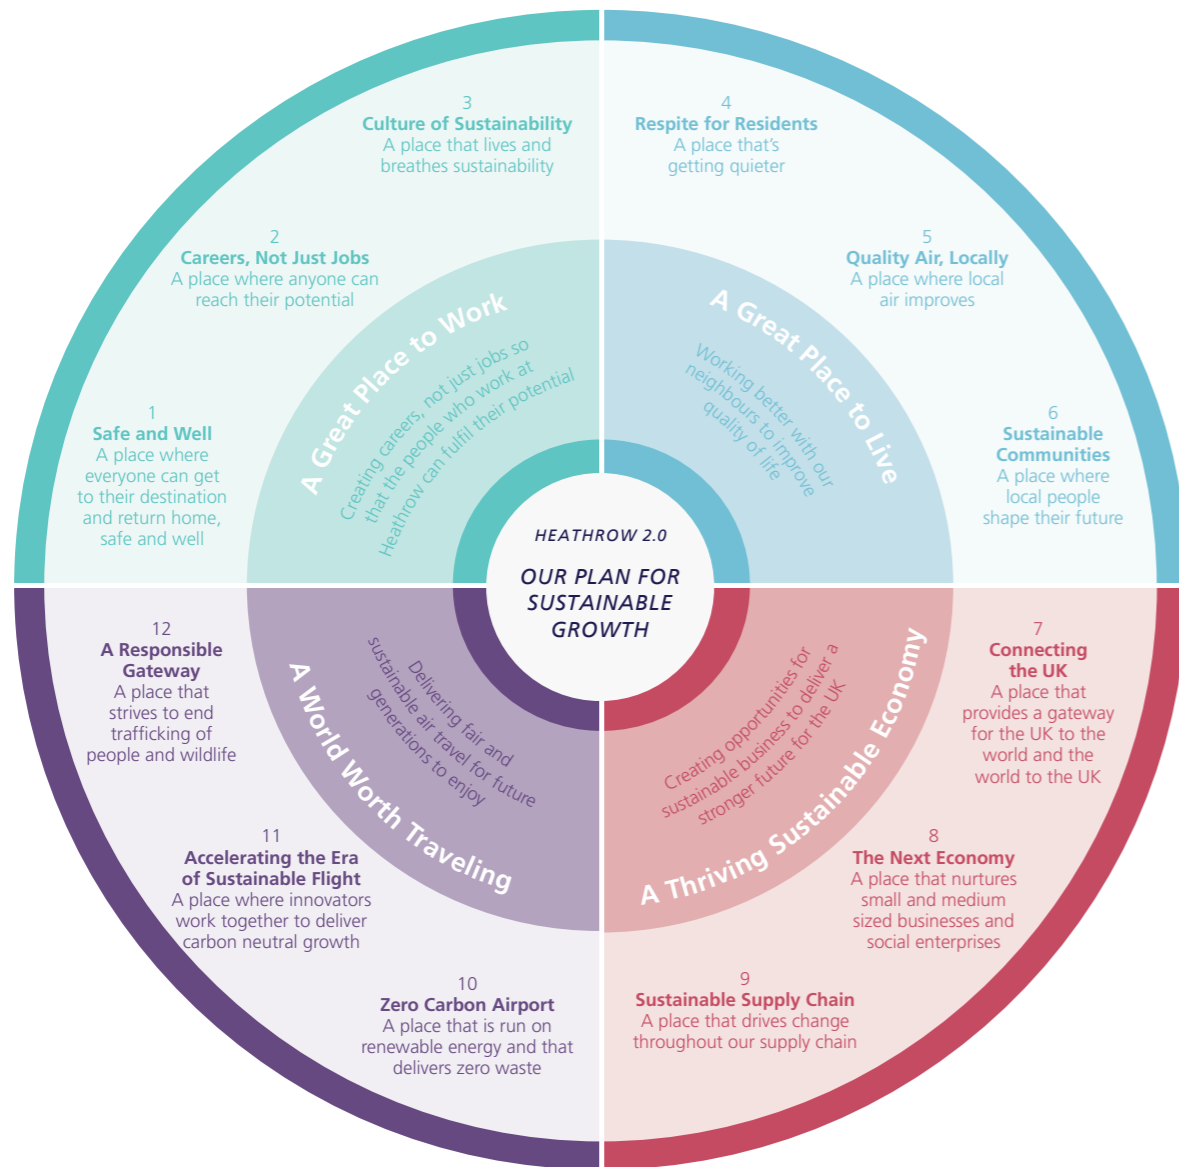 HEATHROW 2.0
OUR PLAN FOR
SUSTAINABLE
GROWTH
A Great Place to Work
Creating careers, not just jobs so
that the people who work at
Heathrow can fulfil their potential
1
Safe and Well
A place where
everyone can get
to their destination
and return home,
safe and well
2
Careers, Not Just Jobs
A place where anyone can
reach their potential
3
Culture of Sustainability
A place that lives and
breathes sustainability
A Great Place to Live
Working better with our
neighbours to improve
quality of life
4
Respite for Residents
A place that's
getting quieter
5
Quality Air, Locally
A place where local
air improves
6
Sustainable
Communities
A place where
local people
shape their future
A Thriving Sustainable Economy
Creating opportunities for
sustainable business to deliver a
stronger future for the UK
7
Connecting
the UK
A place that
provides a gateway
for the UK to the
world and the
world to the UK
8
The Next Economy
A place that nurtures
small and medium
sized businesses and
social enterprises
9
Sustainable Supply Chain
A place that drives change
throughout our supply chain
A World Worth Traveling
Delivering fair and
sustainable air travel for future
generations to enjoy
10
Zero Carbon Airport
A place that is run on
renewable energy and that
delivers zero waste
11
Accelerating the Era
of Sustainable Flight
A place where innovators
work together to deliver
carbon neutral growth
12
A Responsible
Gateway
A place that
strives to end
trafficking of
people and wildlife